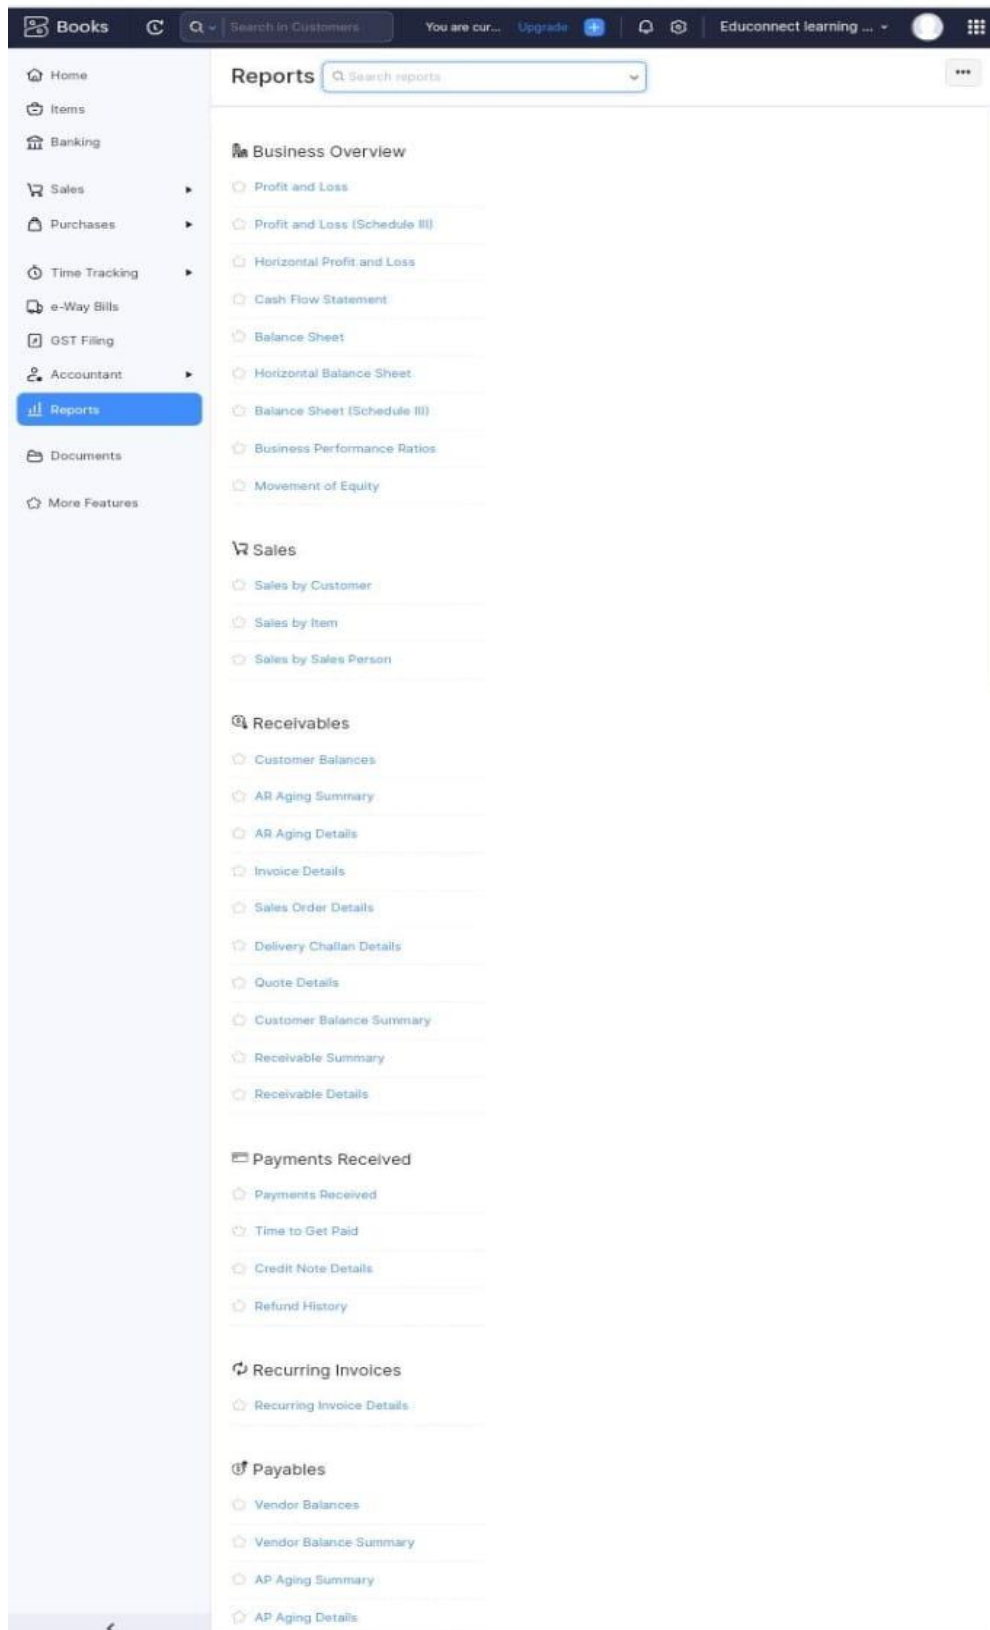 Books
Search in Customers
You are cur...
Upgrade
Educonnect learning ...
Home
Items
Banking
Sales
Purchases
Time Tracking
e-Way Bills
GST Filing
Accountant
Reports
Documents
More Features
Reports
Search reports
Business Overview
Profit and Loss
Profit and Loss (Schedule III)
Horizontal Profit and Loss
Cash Flow Statement
Balance Sheet
Horizontal Balance Sheet
Balance Sheet (Schedule III)
Business Performance Ratios
Movement of Equity
Sales
Sales by Customer
Sales by Item
Sales by Sales Person
Receivables
Customer Balances
AR Aging Summary
AR Aging Details
Invoice Details
Sales Order Details
Delivery Challan Details
Quote Details
Customer Balance Summary
Receivable Summary
Receivable Details
Payments Received
Payments Received
Time to Get Paid
Credit Note Details
Refund History
Recurring Invoices
Recurring Invoice Details
Payables
Vendor Balances
Vendor Balance Summary
AP Aging Summary
AP Aging Details